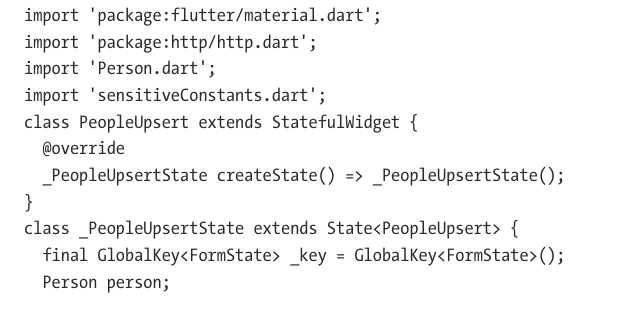 import 'package:flutter/material.dart';
import 'package:http/http.dart';
import 'Person.dart';
import 'sensitiveConstants.dart';
class PeopleUpsert extends StatefulWidget {
  @override
  _PeopleUpsertState createState() => _PeopleUpsertState();
}
class _PeopleUpsertState extends State<PeopleUpsert> {
  final GlobalKey<FormState> _key = GlobalKey<FormState>();
  Person person;